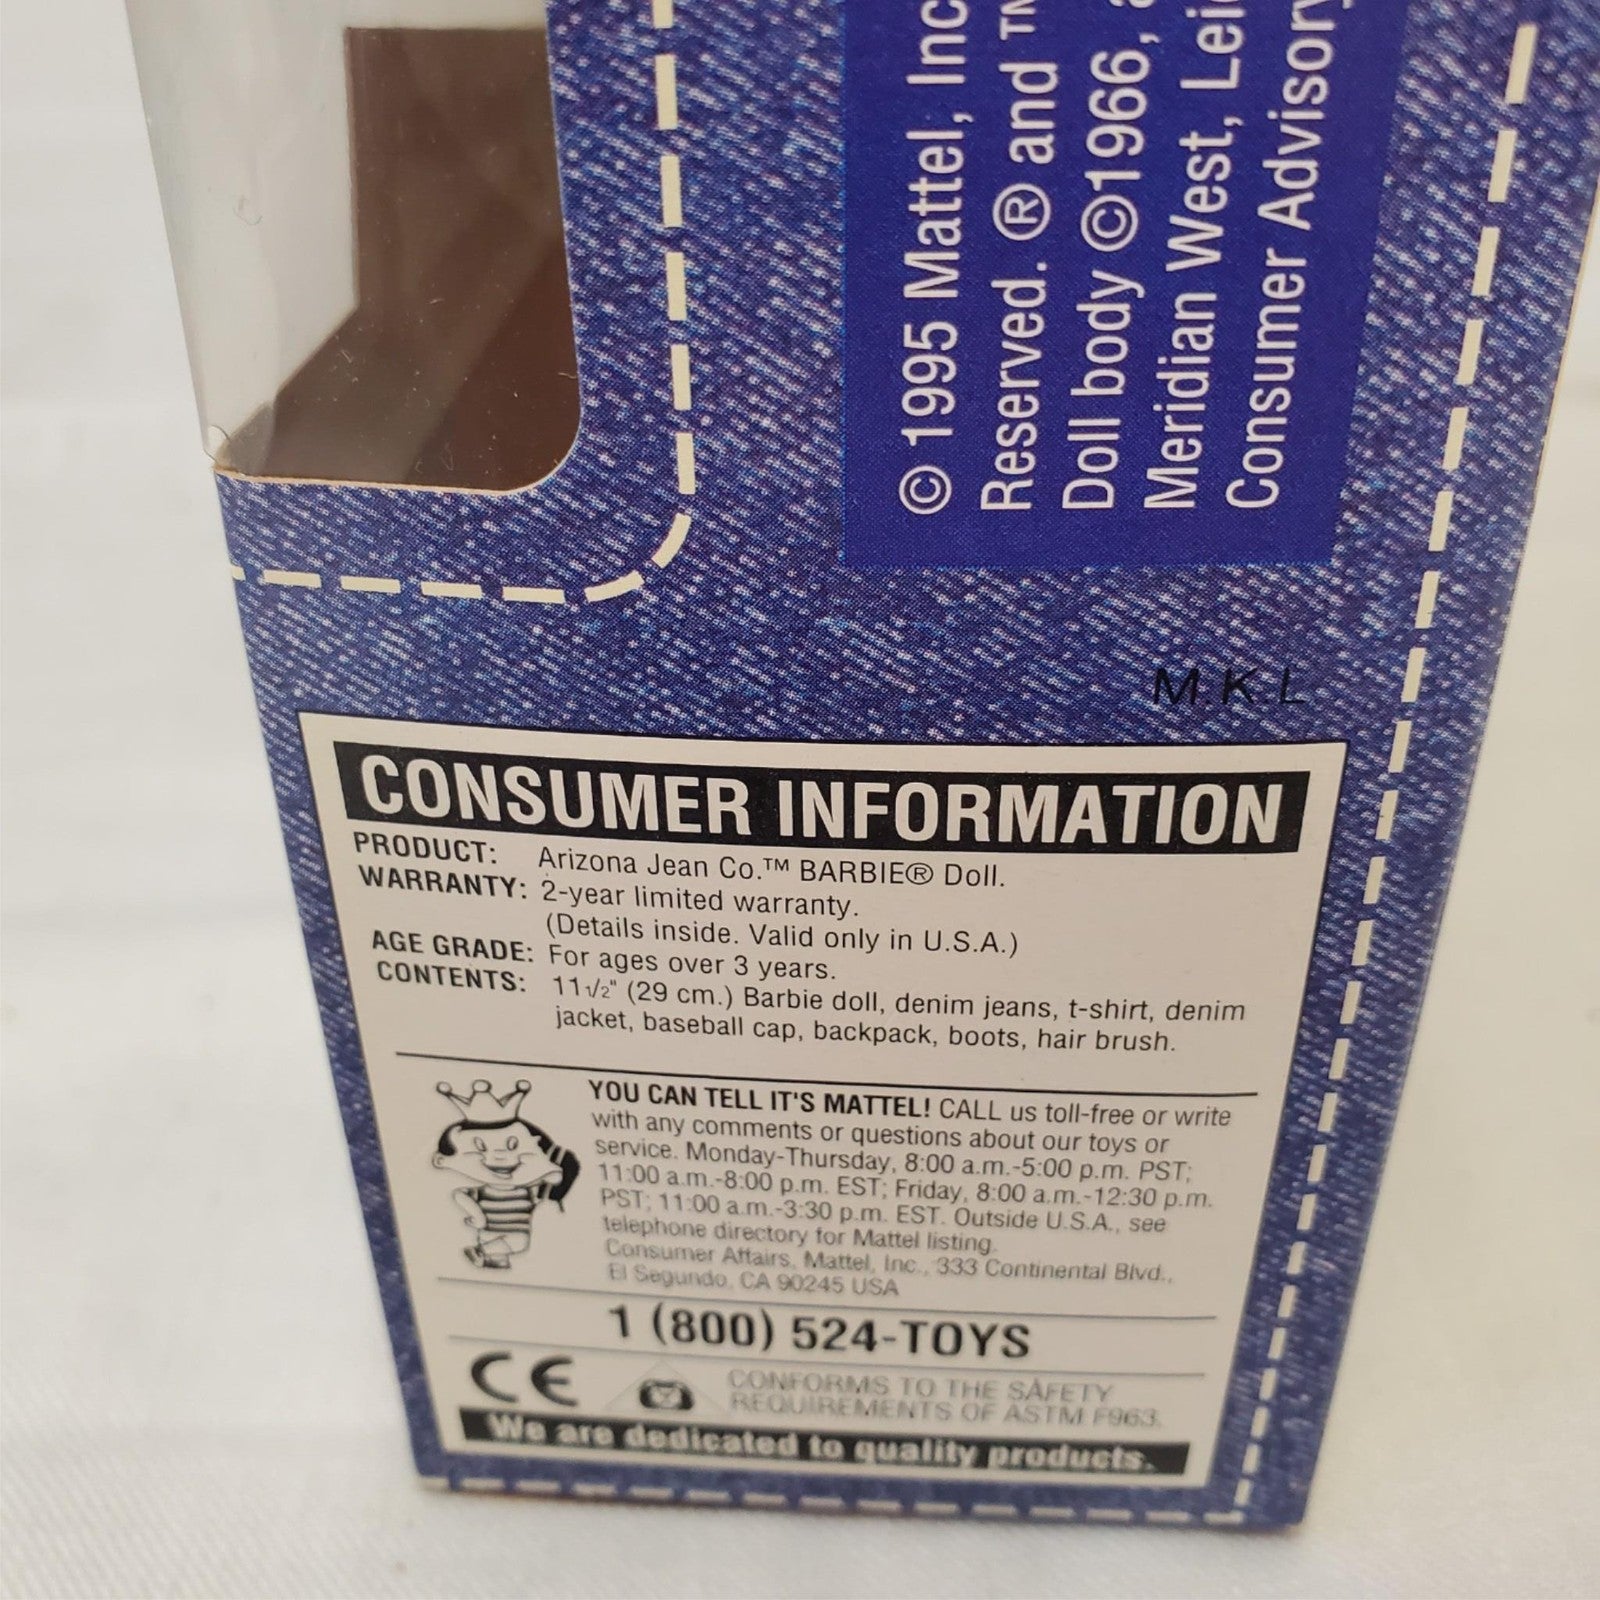 © 1995 Mattel, Inc
Reserved. ® and ™
Doll body ©1966,
Meridian West,
Consumer Advisory
M.K.L
CONSUMER INFORMATION
PRODUCT: Arizona Jean Co.™ BARBIE® Doll.
WARRANTY: 2-year limited warranty.
(Details inside. Valid only in U.S.A.)
AGE GRADE: For ages over 3 years.
CONTENTS: 11 1/2" (29 cm.) Barbie doll, denim jeans, t-shirt, denim
jacket, baseball cap, backpack, boots, hair brush.
YOU CAN TELL IT'S MATTEL! CALL us toll-free or write
with any comments or questions about our toys or
service. Monday-Thursday, 8:00 a.m.-5:00 p.m. PST;
11:00 a.m.-8:00 p.m. EST; Friday, 8:00 a.m.-12:30 p.m.
PST; 11:00 a.m.-3:30 p.m. EST. Outside U.S.A., see
telephone directory for Mattel listing.
Consumer Affairs, Mattel, Inc., 333 Continental Blvd.,
El Segundo, CA 90245 USA
1 (800) 524-TOYS
CE
CONFORMS TO THE SAFETY
REQUIREMENTS OF ASTM F963.
We are dedicated to quality products.